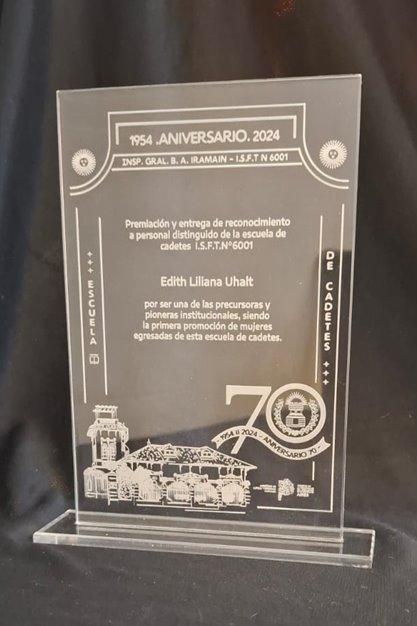 1954 .ANIVERSARIO. 2024
INSP. GRAL. B. A. IRAMAIN - I.S.F.T N 6001
Premiación y entrega de reconocimiento
a personal distinguido de la escuela de
cadetes I.S.F.T.N°6001
Edith Liliana Uhalt
por ser una de las precursoras y
pioneras institucionales, siendo
la primera promoción de mujeres
egresadas de esta escuela de cadetes.
+++ ESCUELA
DE CADETES +++
70
1954 II 2024 - ANIVERSARIO 70 -